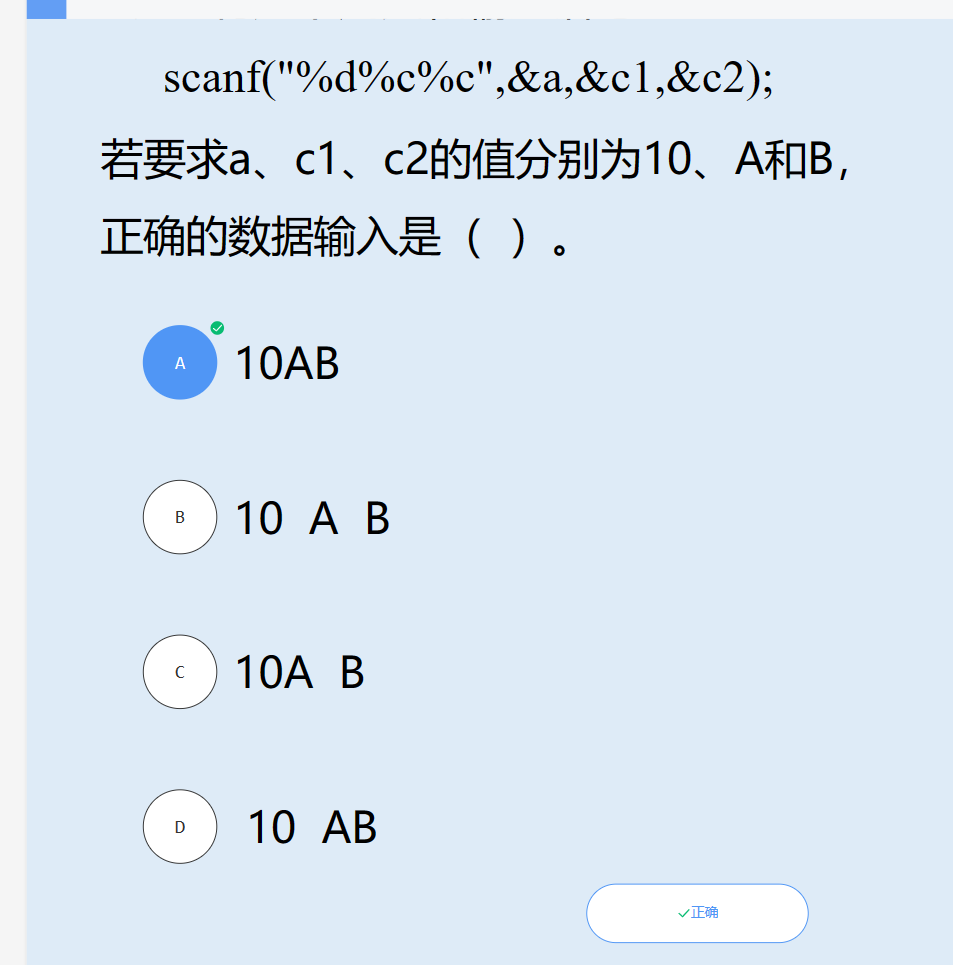 scanf("%d%c%c",&a,&c1,&c2);
若要求a、c1、c2的值分别为10、A和B，
正确的数据输入是（ ）。
A 10AB
B 10 A B
C 10A B
D 10 AB
正确